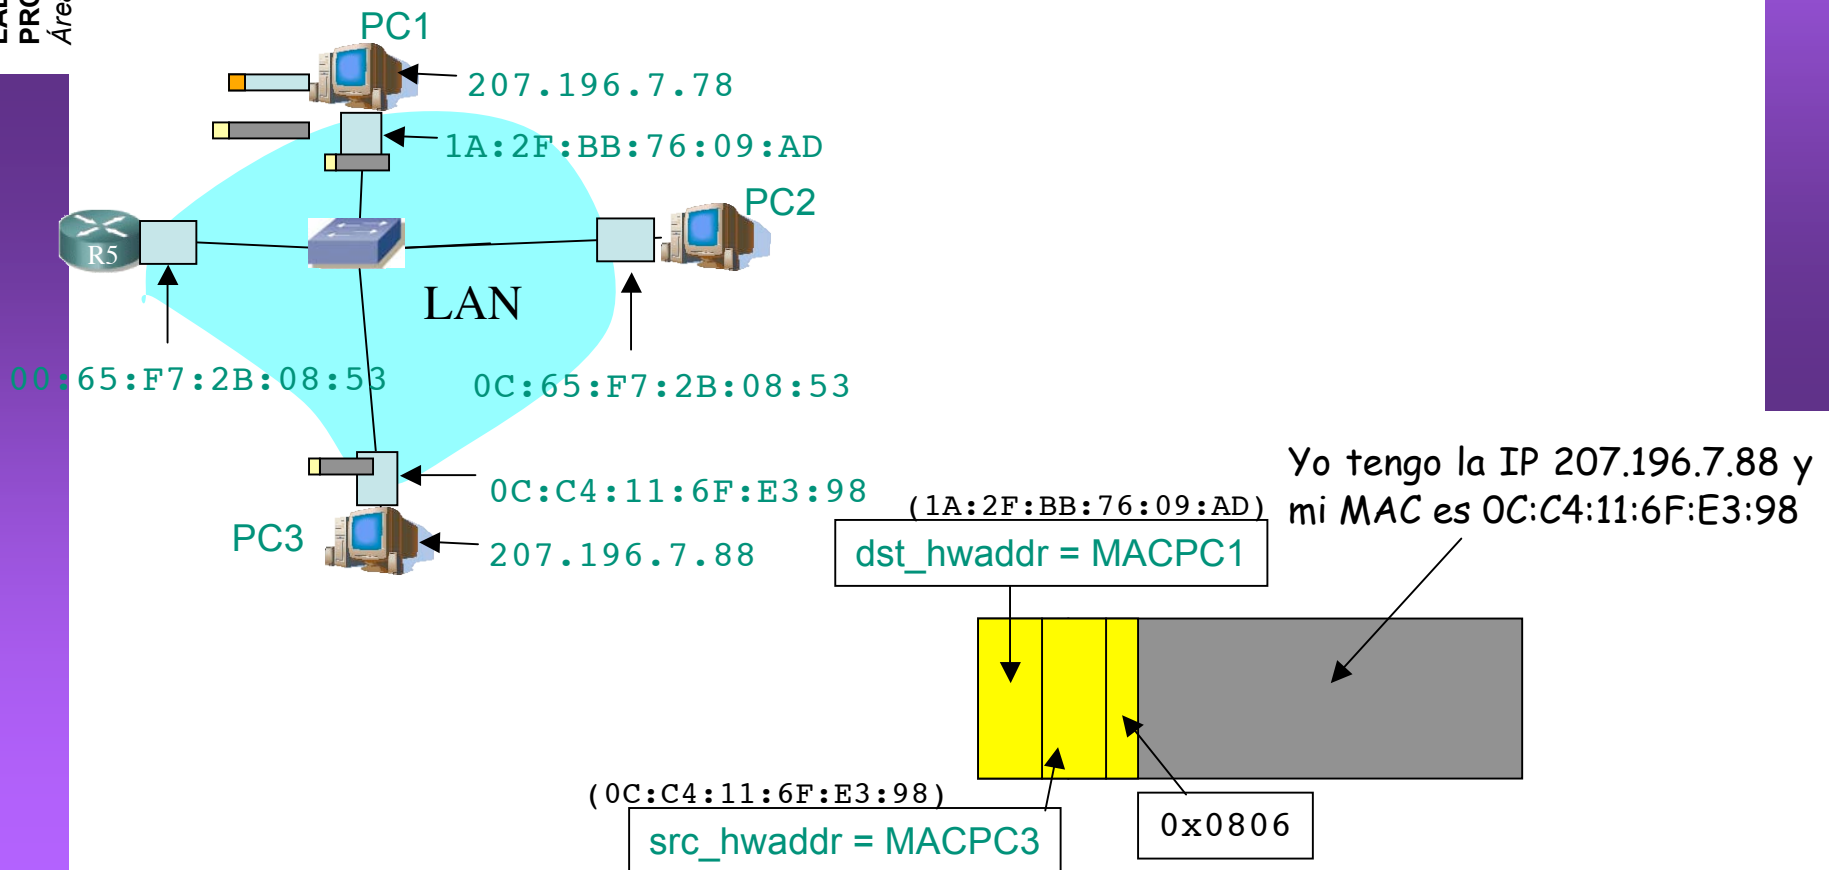 PC1
207.196.7.78
1A:2F:BB:76:09:AD
PC2
R5
LAN
00:65:F7:2B:08:53
0C:65:F7:2B:08:53
0C:C4:11:6F:E3:98
PC3
207.196.7.88
(1A:2F:BB:76:09:AD)
dst_hwaddr = MACPC1
Yo tengo la IP 207.196.7.88 y
mi MAC es 0C:C4:11:6F:E3:98
(0C:C4:11:6F:E3:98)
src_hwaddr = MACPC3
0x0806